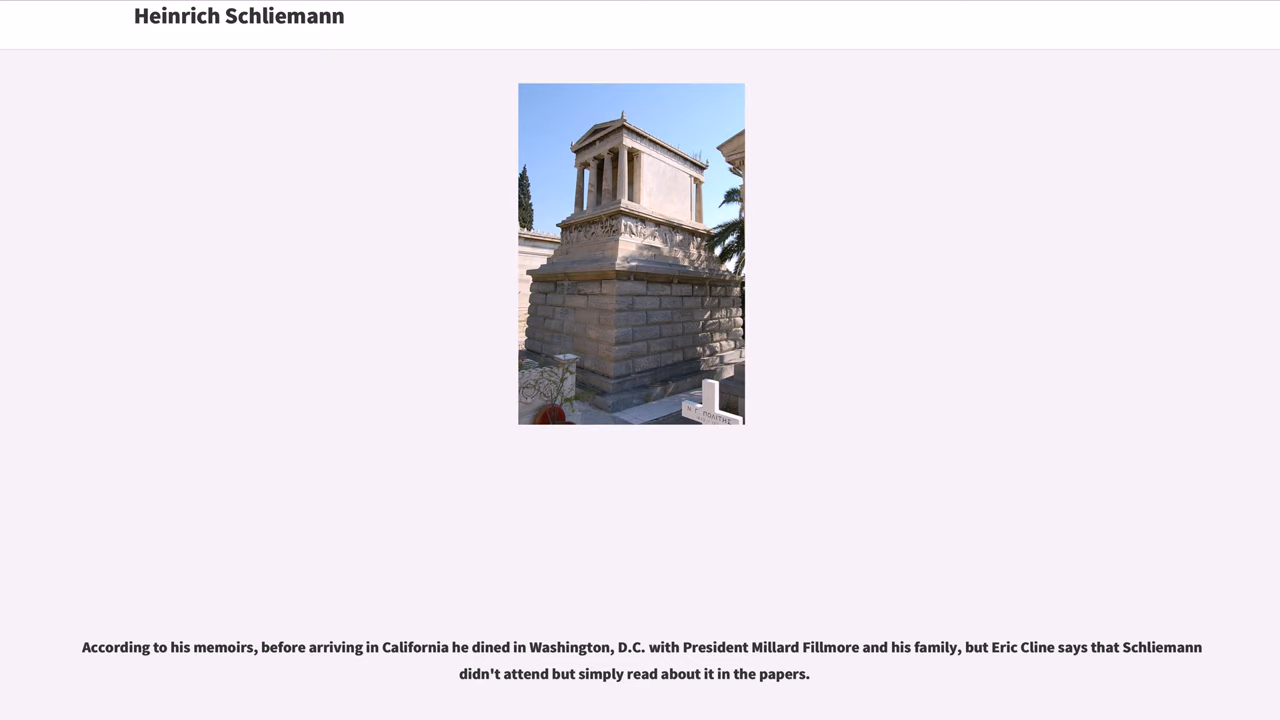 Heinrich Schliemann
Ν. Γ. ΠΟΛΙΤΗΣ
According to his memoirs, before arriving in California he dined in Washington, D.C. with President Millard Fillmore and his family, but Eric Cline says that Schliemann
didn't attend but simply read about it in the papers.